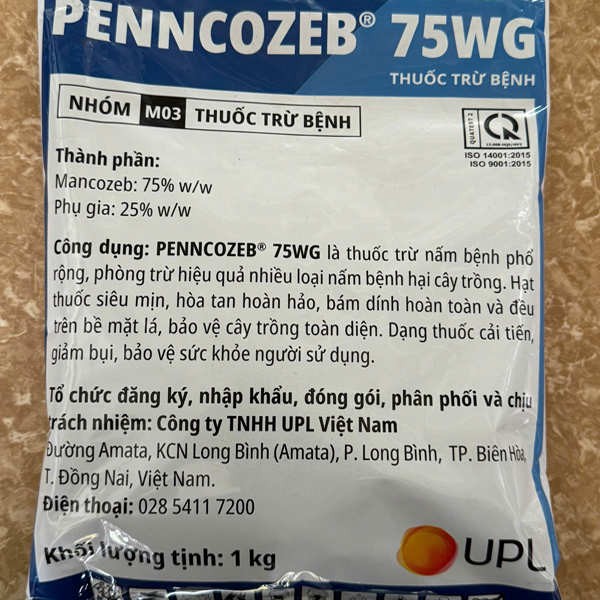 PENNCOZEB® 75WG
THUỐC TRỪ BỆNH
NHÓM M03 THUỐC TRỪ BỆNH
QUATEST 2
ISO 14001:2015
ISO 9001:2015
Thành phần:
Mancozeb: 75% w/w
Phụ gia: 25% w/w
Công dụng: PENNCOZEB® 75WG là thuốc trừ nấm bệnh phổ
rộng, phòng trừ hiệu quả nhiều loại nấm bệnh hại cây trồng. Hạt
thuốc siêu mịn, hòa tan hoàn hảo, bám dính hoàn toàn và đều
trên bề mặt lá, bảo vệ cây trồng toàn diện. Dạng thuốc cải tiến,
giảm bụi, bảo vệ sức khỏe người sử dụng.
Tổ chức đăng ký, nhập khẩu, đóng gói, phân phối và chịu
trách nhiệm: Công ty TNHH UPL Việt Nam
Đường Amata, KCN Long Bình (Amata), P. Long Bình, TP. Biên Hòa,
T. Đồng Nai, Việt Nam.
Điện thoại: 028 5411 7200
Khối lượng tịnh: 1 kg
UPL